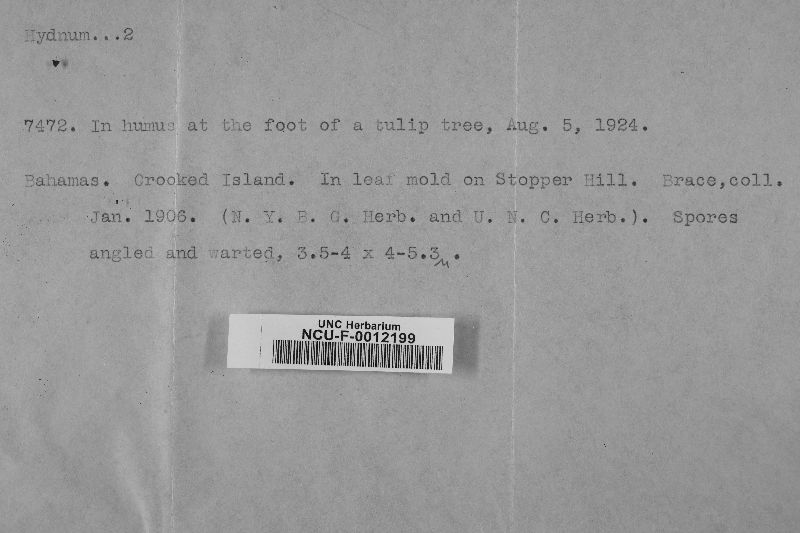 Hydnum...2
7472. In humus at the foot of a tulip tree, Aug. 5, 1924.
Bahamas. Crooked Island. In leaf mold on Stopper Hill. Brace,coll.
Jan. 1906. (N. Y. B. G. Herb. and U. N. C. Herb.). Spores
angled and warted, 3.5-4 x 4-5.3μ.
UNC Herbarium
NCU-F-0012199